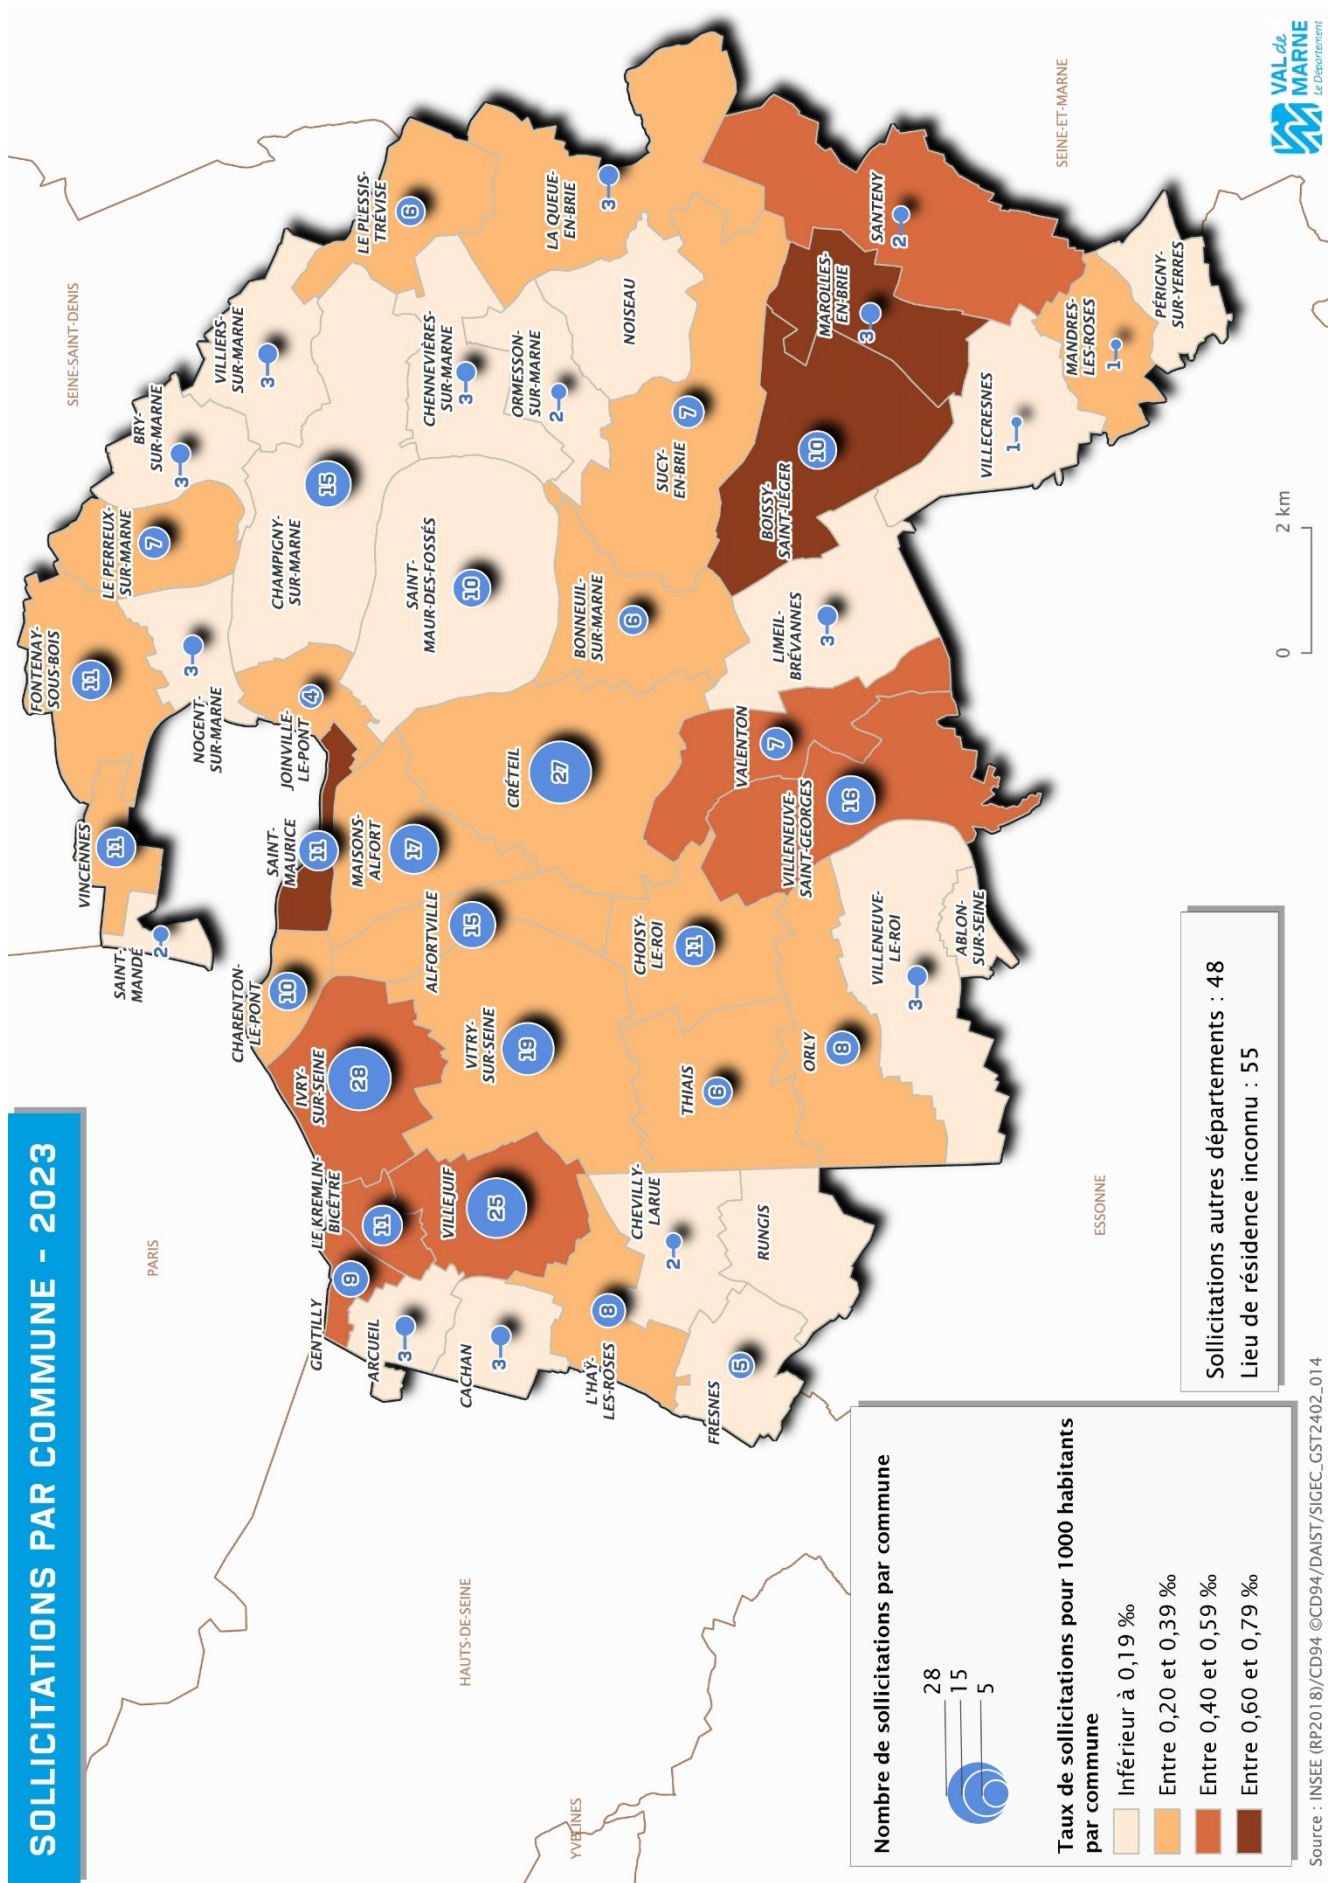 SOLLICITATIONS PAR COMMUNE - 2023
SEINE-SAINT-DENIS
PARIS
HAUTS-DE-SEINE
YVELINES
ESSONNE
SEINE-ET-MARNE
FONTENAY-
SOUS-BOIS
11
VINCENNES
11
SAINT-
MANDÉ
2
LE PERREUX-
SUR-MARNE
7
BRY-
SUR-MARNE
3
NOGENT-
SUR-MARNE
3
VILLIERS-
SUR-MARNE
3
CHAMPIGNY-
SUR-MARNE
15
JOINVILLE-
LE-PONT
4
SAINT-
MAURICE
11
CHARENTON-
LE-PONT
10
MAISONS-
ALFORT
17
LE PLESSIS-
TRÉVISE
6
CHENNEVIÈRES-
SUR-MARNE
3
SAINT-
MAUR-DES-FOSSÉS
10
IVRY-
SUR-SEINE
28
LE KREMLIN-
BICÊTRE
11
GENTILLY
9
ARCUEIL
3
CACHAN
3
VILLEJUIF
25
VITRY-
SUR-SEINE
19
ALFORTVILLE
15
CRÉTEIL
27
ORMESSON-
SUR-MARNE
2
LA QUEUE-
EN-BRIE
3
NOISEAU
BONNEUIL-
SUR-MARNE
6
SUCY-
EN-BRIE
7
L'HAŸ-
LES-ROSES
8
CHEVILLY-
LARUE
2
FRESNES
5
RUNGIS
THIAIS
6
CHOISY-
LE-ROI
11
ORLY
8
VALENTON
7
VILLENEUVE-
SAINT-GEORGES
16
LIMEIL-
BRÉVANNES
3
BOISSY-
SAINT-LÉGER
10
MAROLLES-
EN-BRIE
3
SANTENY
2
VILLENEUVE-
LE-ROI
3
ABLON-
SUR-SEINE
VILLECRESNES
1
MANDRES-
LES-ROSES
1
PÉRIGNY-
SUR-YERRES
Nombre de sollicitations par commune
28
15
5
Taux de sollicitations pour 1000 habitants
par commune
Inférieur à 0,19 ‰
Entre 0,20 et 0,39 ‰
Entre 0,40 et 0,59 ‰
Entre 0,60 et 0,79 ‰
Sollicitations autres départements : 48
Lieu de résidence inconnu : 55
0 2 km
VAL de
MARNE
Le Département
Source : INSEE (RP2018)/CD94 ©CD94/DAIST/SIGEC_GST2402_014